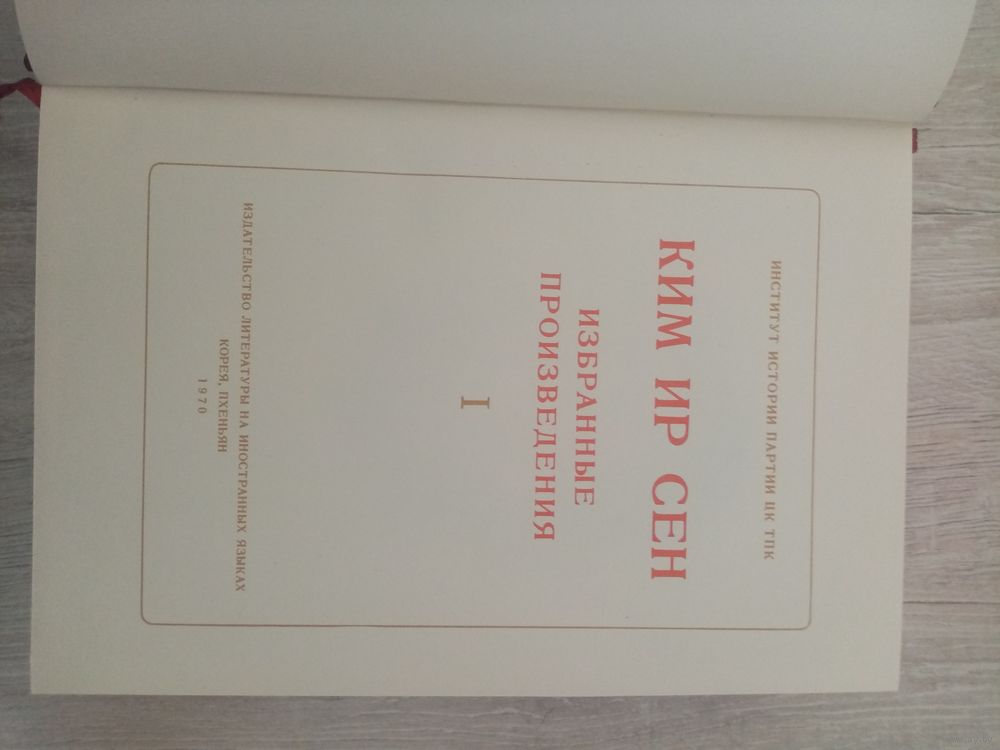 ИНСТИТУТ ИСТОРИИ ПАРТИИ ЦК ТПК
КИМ ИР СЕН
ИЗБРАННЫЕ
ПРОИЗВЕДЕНИЯ
I
ИЗДАТЕЛЬСТВО ЛИТЕРАТУРЫ НА ИНОСТРАННЫХ ЯЗЫКАХ
КОРЕЯ, ПХЕНЬЯН
1970